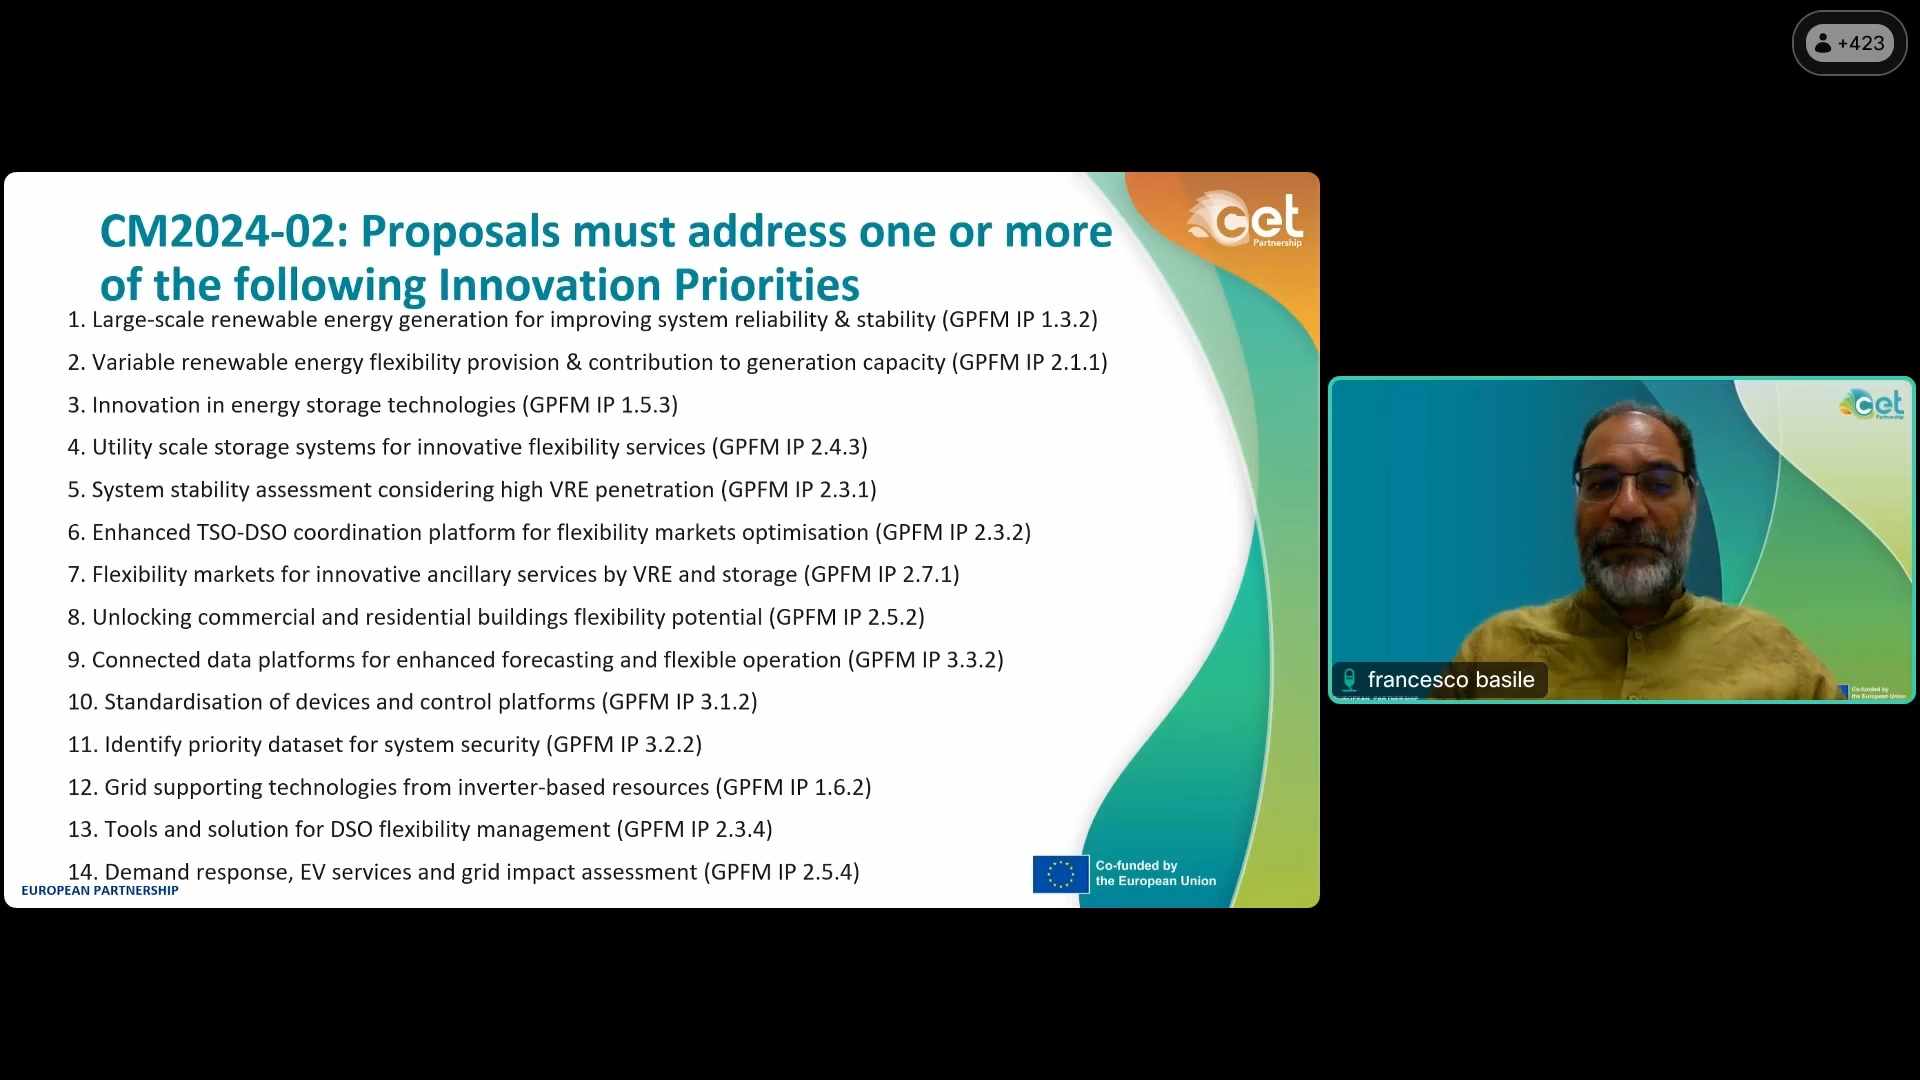 +423
CM2024-02: Proposals must address one or more
of the following Innovation Priorities
1. Large-scale renewable energy generation for improving system reliability & stability (GPFM IP 1.3.2)
2. Variable renewable energy flexibility provision & contribution to generation capacity (GPFM IP 2.1.1)
3. Innovation in energy storage technologies (GPFM IP 1.5.3)
4. Utility scale storage systems for innovative flexibility services (GPFM IP 2.4.3)
5. System stability assessment considering high VRE penetration (GPFM IP 2.3.1)
6. Enhanced TSO-DSO coordination platform for flexibility markets optimisation (GPFM IP 2.3.2)
7. Flexibility markets for innovative ancillary services by VRE and storage (GPFM IP 2.7.1)
8. Unlocking commercial and residential buildings flexibility potential (GPFM IP 2.5.2)
9. Connected data platforms for enhanced forecasting and flexible operation (GPFM IP 3.3.2)
10. Standardisation of devices and control platforms (GPFM IP 3.1.2)
11. Identify priority dataset for system security (GPFM IP 3.2.2)
12. Grid supporting technologies from inverter-based resources (GPFM IP 1.6.2)
13. Tools and solution for DSO flexibility management (GPFM IP 2.3.4)
14. Demand response, EV services and grid impact assessment (GPFM IP 2.5.4)
EUROPEAN PARTNERSHIP
Co-funded by
the European Union
cet
Partnership
cet
Partnership
francesco basile
EUROPEAN PARTNERSHIP
Co-funded by
the European Union